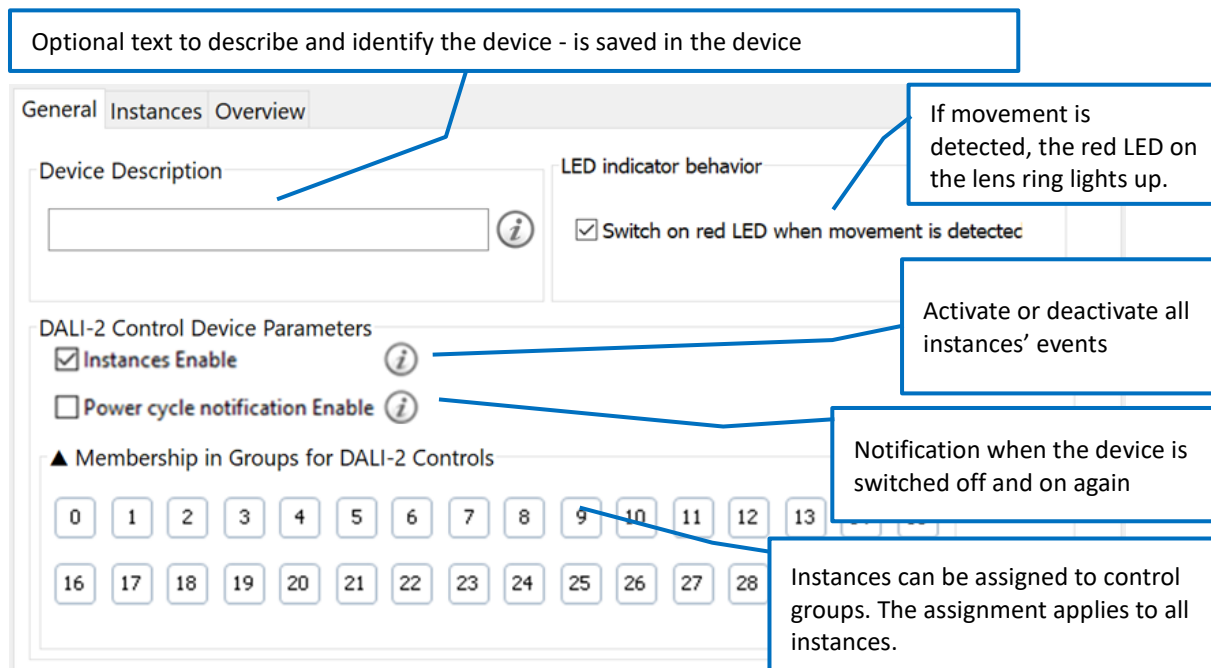 Optional text to describe and identify the device - is saved in the device
General Instances Overview
If movement is
detected, the red LED on
the lens ring lights up.
Device Description
LED indicator behavior
Switch on red LED when movement is detected
Activate or deactivate all
instances’ events
DALI-2 Control Device Parameters
Instances Enable
Power cycle notification Enable
Notification when the device is
switched off and on again
▲ Membership in Groups for DALI-2 Controls
0 1 2 3 4 5 6 7 8 9 10 11 12 13
16 17 18 19 20 21 22 23 24 25 26 27 28
Instances can be assigned to control
groups. The assignment applies to all
instances.